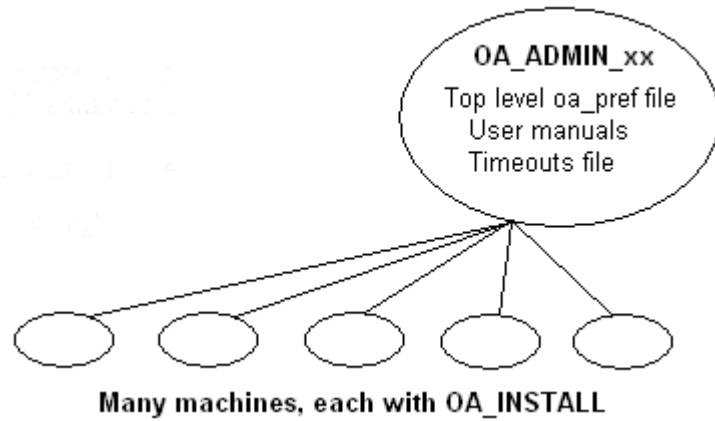 OA_ADMIN_xx
Top level oa_pref file
User manuals
Timeouts file
Many machines, each with OA_INSTALL